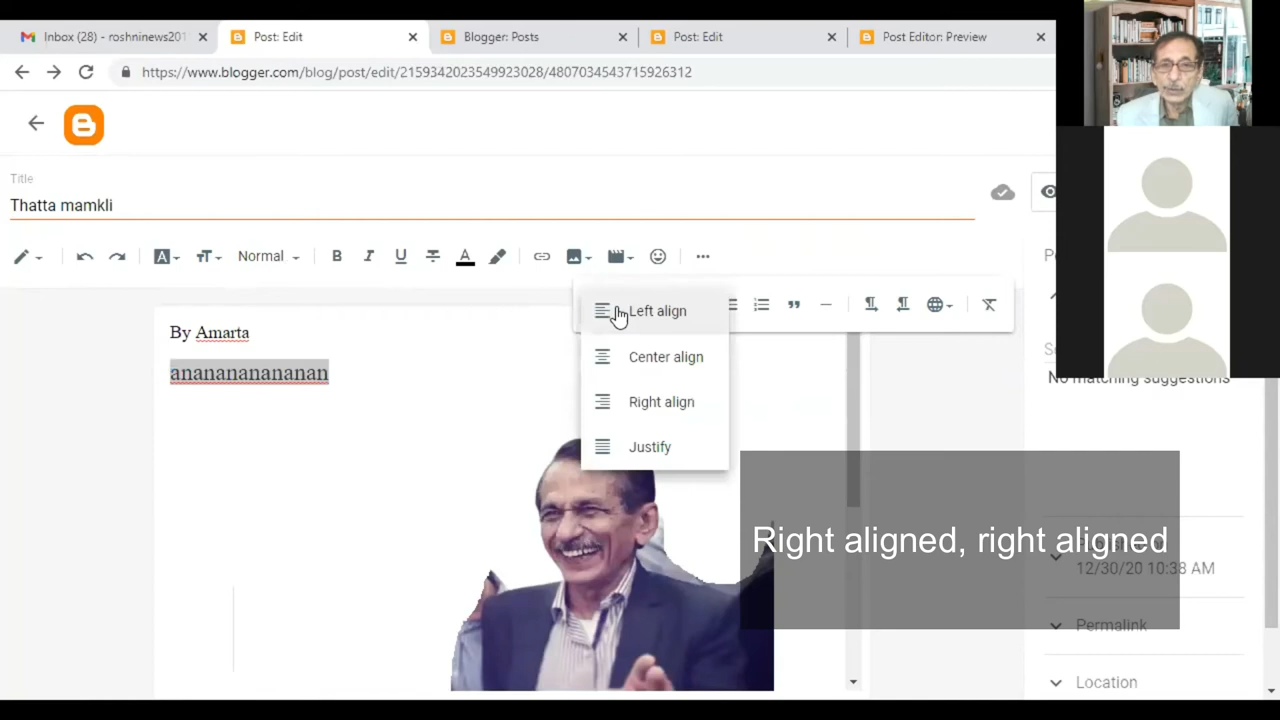 Inbox (28) - roshninews201
Post: Edit
Blogger: Posts
Post: Edit
Post Editor: Preview
https://www.blogger.com/blog/post/edit/2159342023549923028/4807034543715926312
Title
Thatta mamkli
Normal
B I U A
By Amarta
anananananan
Left align
Center align
Right align
Justify
No matching suggestions
Right aligned, right aligned
12/30/20 10:38 AM
Permalink
Location